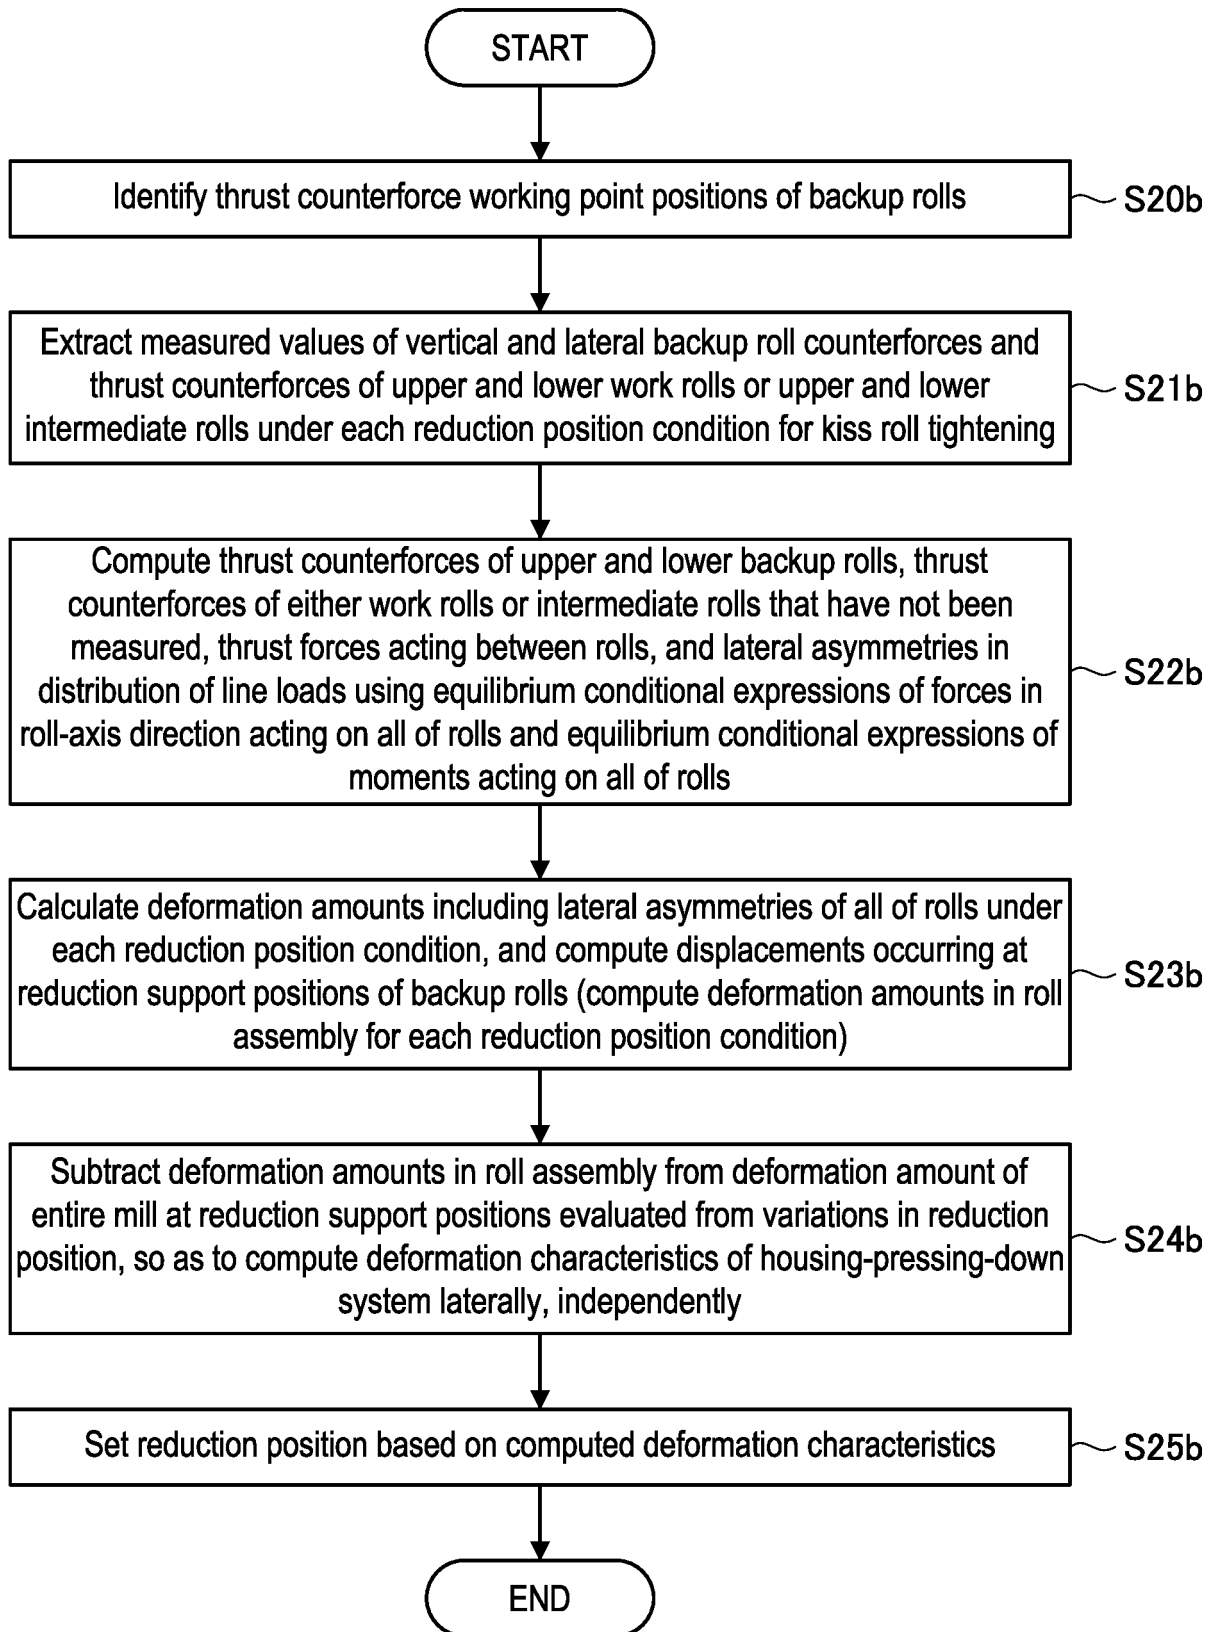 START
Identify thrust counterforce working point positions of backup rolls
S20b
Extract measured values of vertical and lateral backup roll counterforces and
thrust counterforces of upper and lower work rolls or upper and lower
intermediate rolls under each reduction position condition for kiss roll tightening
S21b
Compute thrust counterforces of upper and lower backup rolls, thrust
counterforces of either work rolls or intermediate rolls that have not been
measured, thrust forces acting between rolls, and lateral asymmetries in
distribution of line loads using equilibrium conditional expressions of forces in
roll-axis direction acting on all of rolls and equilibrium conditional expressions of
moments acting on all of rolls
S22b
Calculate deformation amounts including lateral asymmetries of all of rolls under
each reduction position condition, and compute displacements occurring at
reduction support positions of backup rolls (compute deformation amounts in roll
assembly for each reduction position condition)
S23b
Subtract deformation amounts in roll assembly from deformation amount of
entire mill at reduction support positions evaluated from variations in reduction
position, so as to compute deformation characteristics of housing-pressing-down
system laterally, independently
S24b
Set reduction position based on computed deformation characteristics
S25b
END